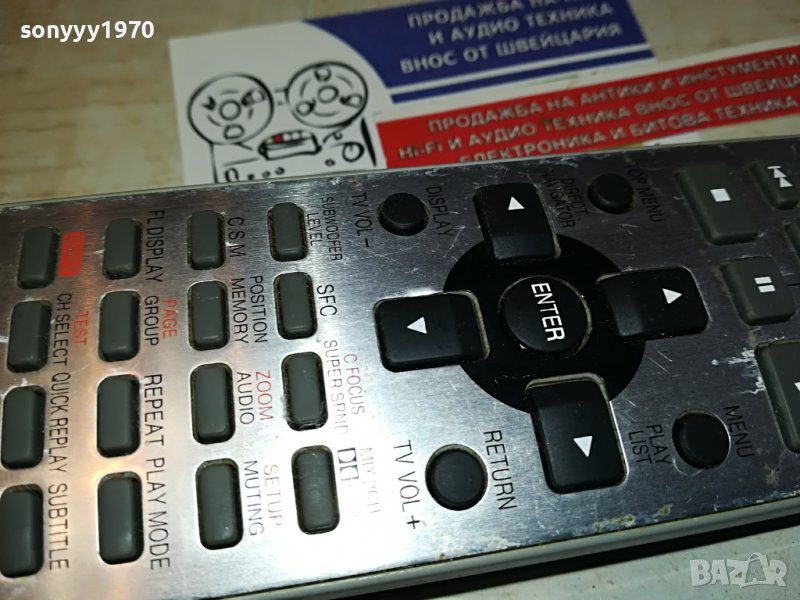 sonyyy1970
ПРОДАЖБА НА
И АУДИО ТЕХНИКА
ВНОС ОТ ШВЕЙЦАРИЯ
ПРОДАЖБА НА АНТИКИ И ИНСТУМЕНТИ
Hi-Fi И АУДИО ТЕХНИКА ВНОС ОТ ШВЕЙЦАРИЯ
ЕЛЕКТРОНИКА И БИТОВА ТЕХНИКА
TOP MENU
DIRECT
NAVIGATOR
DISPLAY
TV VOL-
SUBWOOFER
LEVEL
C.S.M
FL DISPLAY
SFC
POSITION
MEMORY
PAGE
GROUP
TEST
CH SELECT
ENTER
C.FOCUS
SUPER SRND
ZOOM
AUDIO
REPEAT
QUICK REPLAY
MENU
PLAY
LIST
RETURN
TV VOL+
SETUP
MUTING
PLAY MODE
SUBTITLE
BAZAR